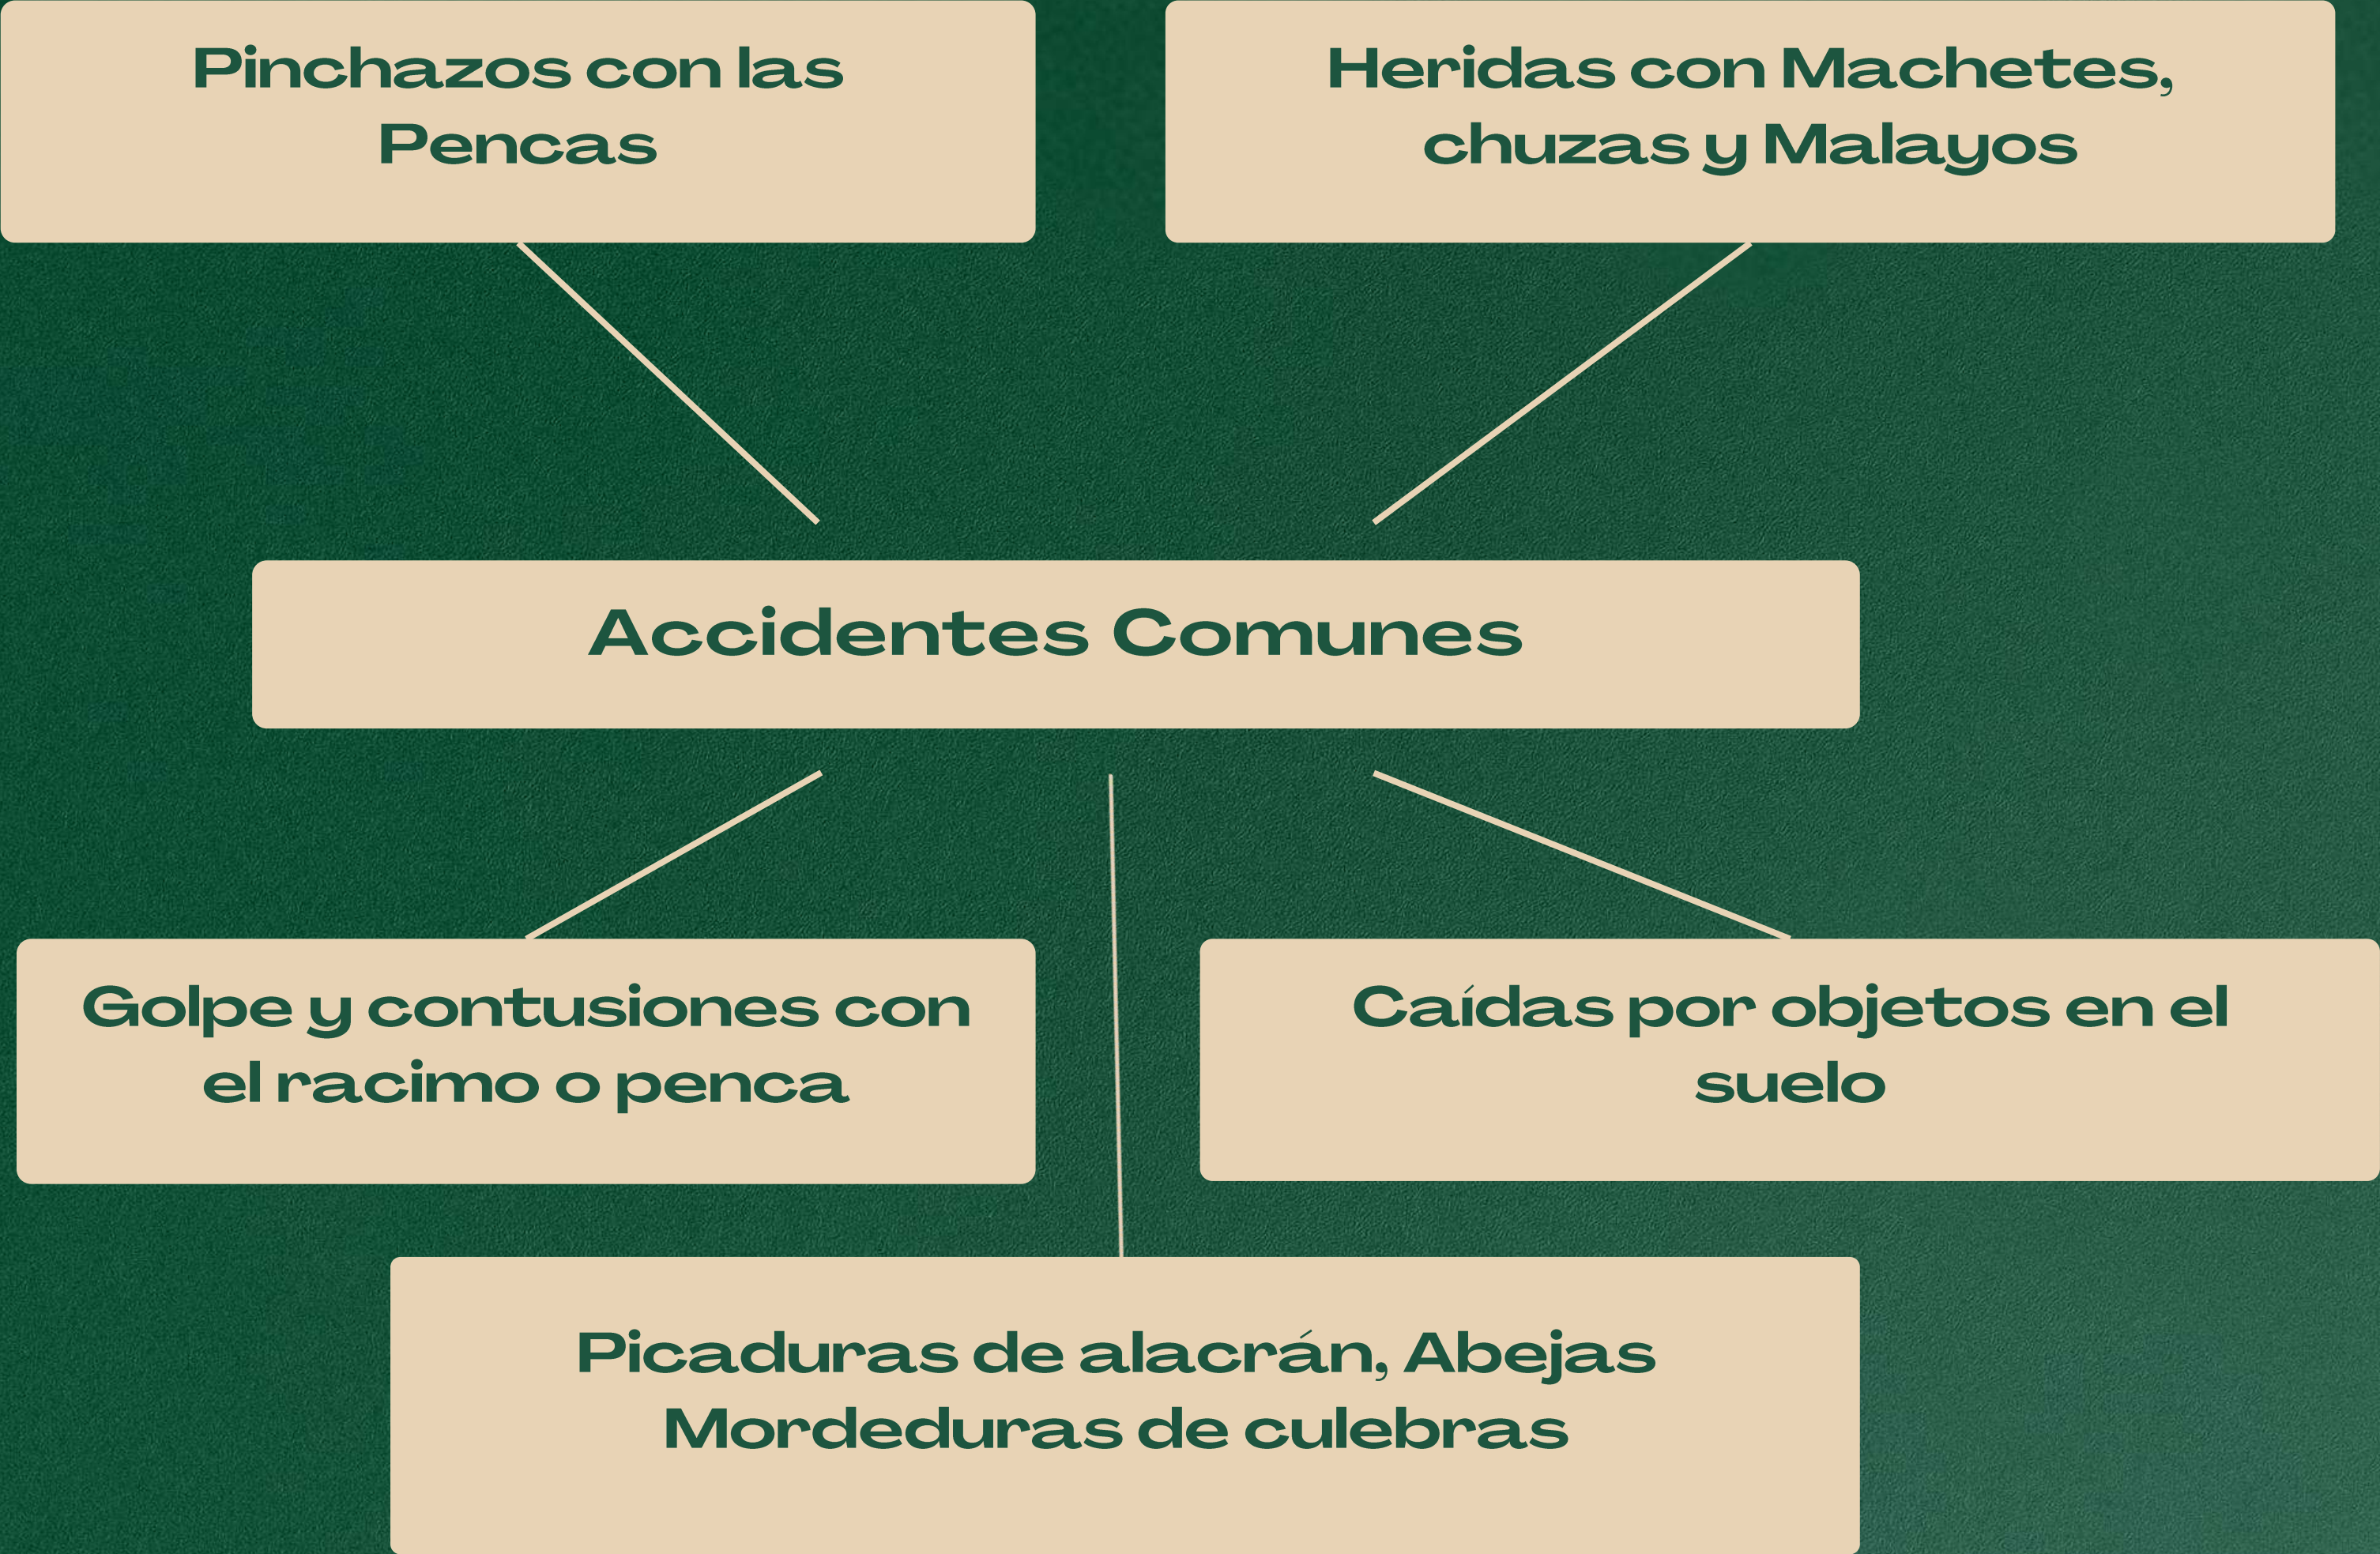 Pinchazos con las
Pencas
Heridas con Machetes,
chuzas y Malayos
Accidentes Comunes
Golpe y contusiones con
el racimo o penca
Caídas por objetos en el
suelo
Picaduras de alacrán, Abejas
Mordeduras de culebras